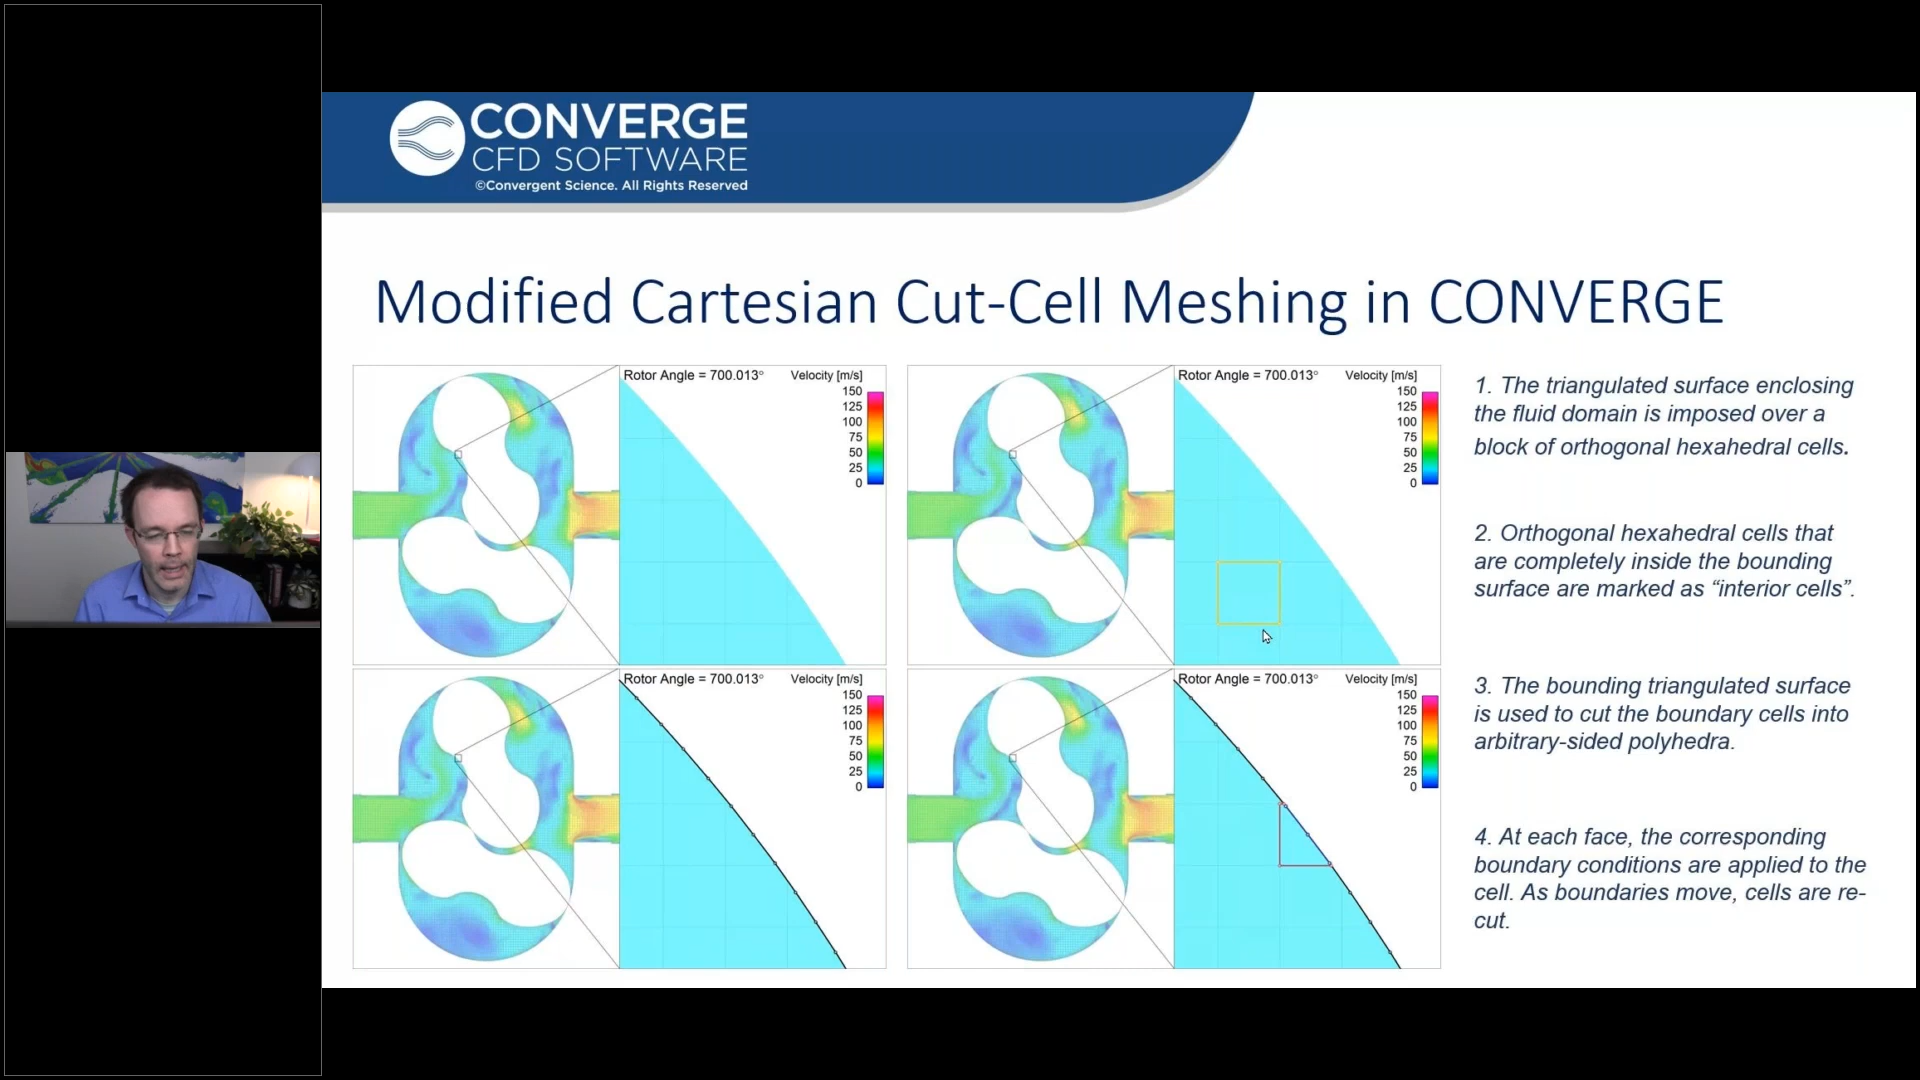 CONVERGE
CFD SOFTWARE
©Convergent Science. All Rights Reserved
Modified Cartesian Cut-Cell Meshing in CONVERGE
Rotor Angle = 700.013° Velocity [m/s]
150
125
100
75
50
25
0
Rotor Angle = 700.013° Velocity [m/s]
150
125
100
75
50
25
0
Rotor Angle = 700.013° Velocity [m/s]
150
125
100
75
50
25
0
Rotor Angle = 700.013° Velocity [m/s]
150
125
100
75
50
25
0
1. The triangulated surface enclosing
the fluid domain is imposed over a
block of orthogonal hexahedral cells.
2. Orthogonal hexahedral cells that
are completely inside the bounding
surface are marked as “interior cells”.
3. The bounding triangulated surface
is used to cut the boundary cells into
arbitrary-sided polyhedra.
4. At each face, the corresponding
boundary conditions are applied to the
cell. As boundaries move, cells are re-
cut.